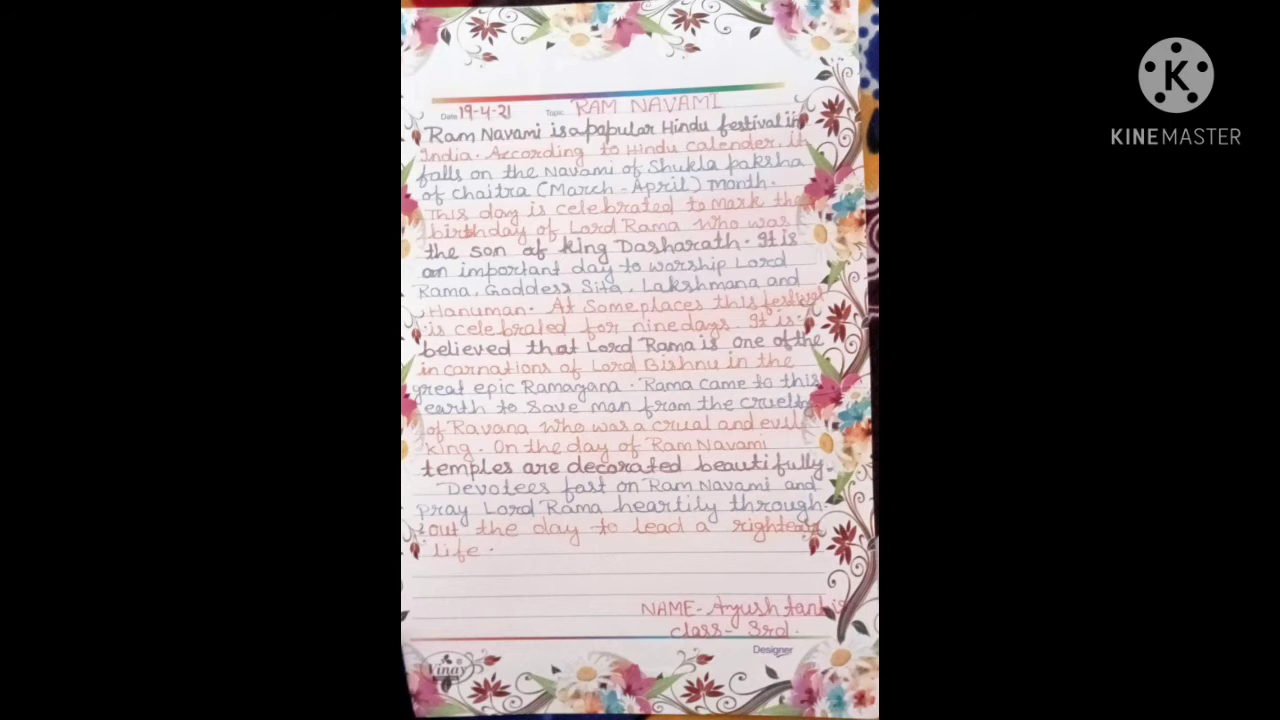 KINEMASTER
Date 19-4-21 Topic RAM NAVAMI
Ram Navami is a papular Hindu festival in
India. According to Hindu calender, it
falls on the Navami of Shukla paksha
of chaitra (March - April) month.
This day is celebrated to mark the
birthday of Lord Rama who was
the son of king Dasharath. It is
an important day to worship Lord
Rama, Goddess Sita, Lakshmana and
Hanuman. At Some places this festival
is celebrated for nine days. It is
believed that Lord Rama is one of the
in carnations of Lord Bishnu in the
great epic Ramayana. Rama came to this
earth to save man from the cruelty
of Ravana who was a crual and evil
king. On the day of Ram Navami
temples are decorated beautifully.
Devotees fast on Ram Navami and
pray Lord Rama heartily through-
out the day to lead a righteous
life.
NAME- Ayush
class- 3rd.
Designer
Vinay